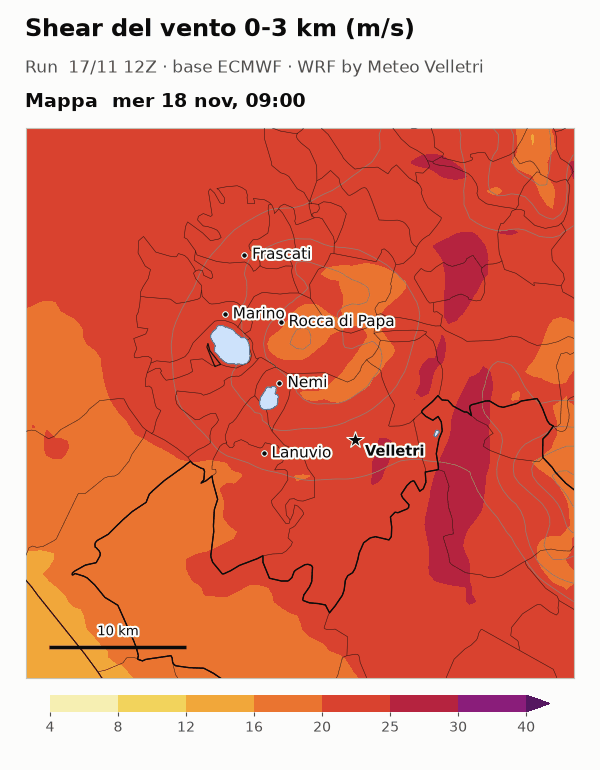 Shear del vento 0-3 km (m/s)
Run 17/11 12Z · base ECMWF · WRF by Meteo Velletri
Mappa mer 18 nov, 09:00
Frascati
Marino
Rocca di Papa
Nemi
Velletri
Lanuvio
10 km
4 8 12 16 20 25 30 40